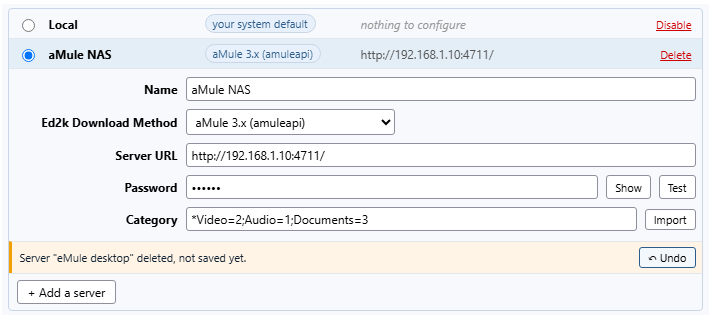 Local your system default nothing to configure Disable
aMule NAS aMule 3.x (amuleapi) http://192.168.1.10:4711/ Delete
Name aMule NAS
Ed2k Download Method aMule 3.x (amuleapi)
Server URL http://192.168.1.10:4711/
Password •••••• Show Test
Category *Video=2;Audio=1;Documents=3 Import
Server "eMule desktop" deleted, not saved yet. ↶ Undo
+ Add a server